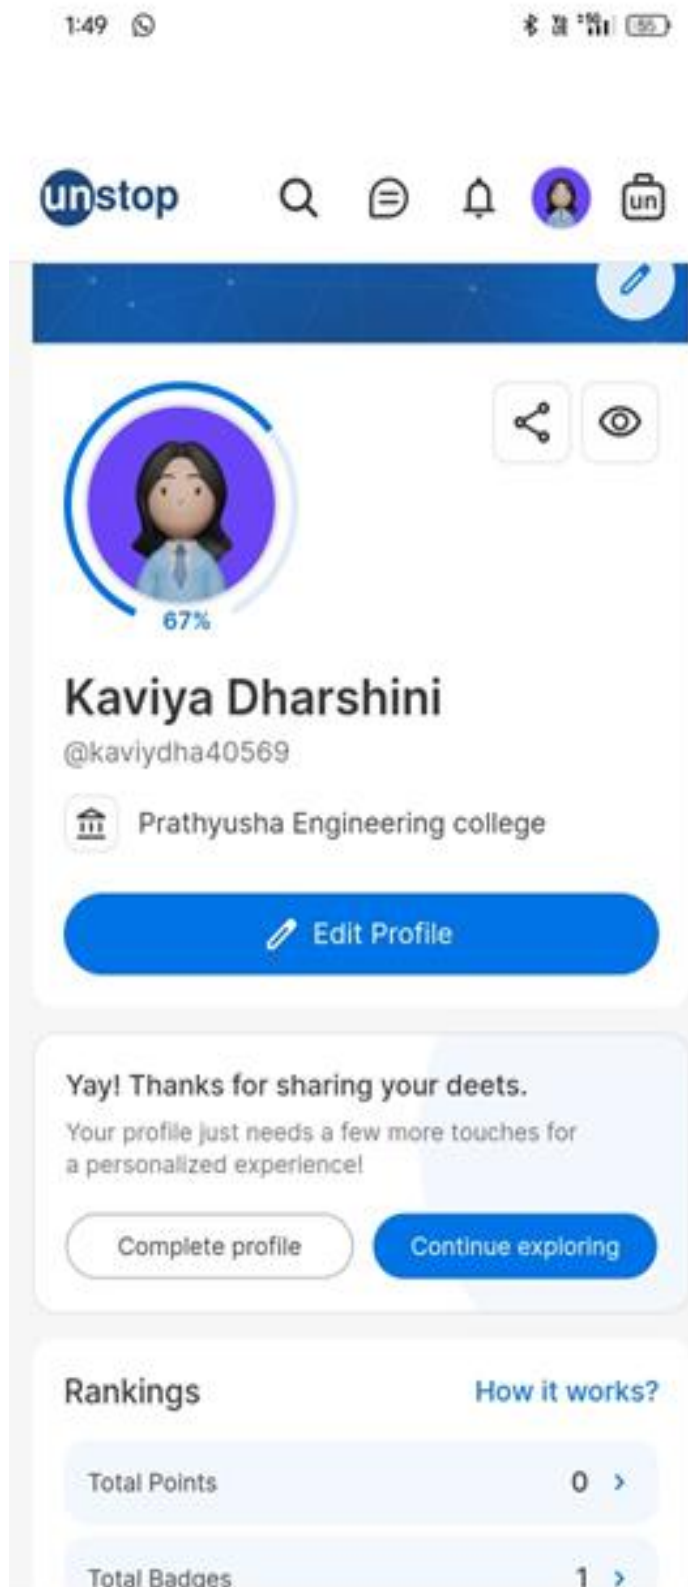 1:49
55
unstop
un
67%
Kaviya Dharshini
@kaviydha40569
Prathyusha Engineering college
Edit Profile
Yay! Thanks for sharing your deets.
Your profile just needs a few more touches for
a personalized experience!
Complete profile
Continue exploring
Rankings
How it works?
Total Points 0
Total Badges 1